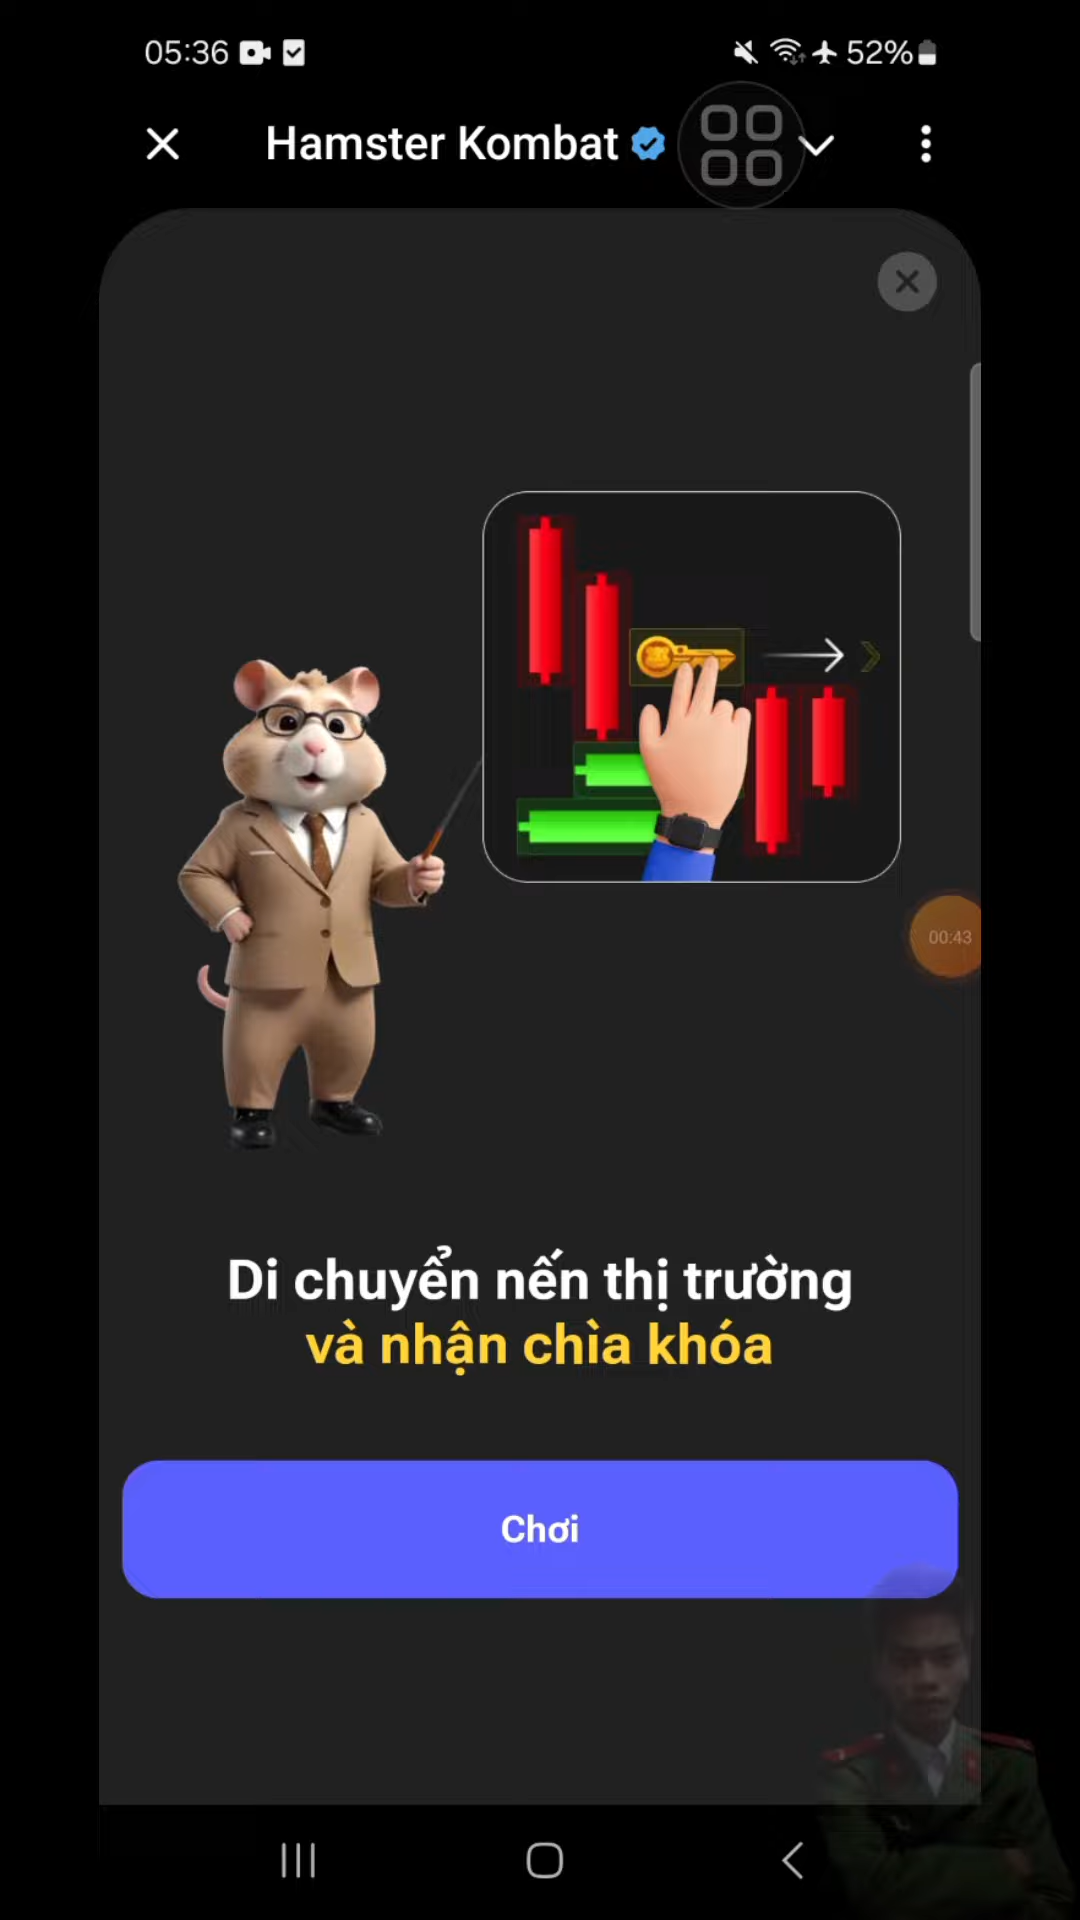 05:36
52%
Hamster Kombat
00:43
Di chuyển nến thị trường
và nhận chìa khóa
Chơi